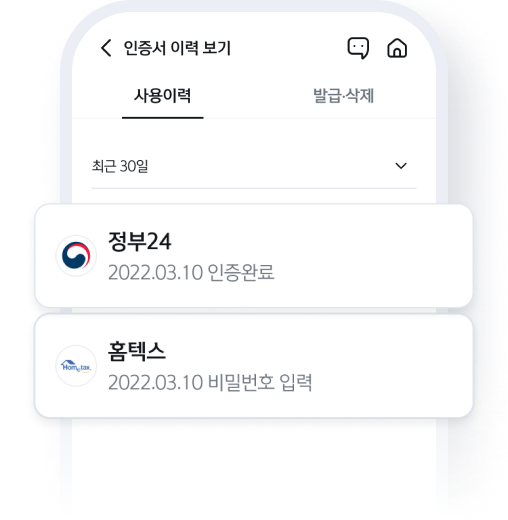 인증서 이력 보기
사용이력 발급·삭제
최근 30일
정부24
2022.03.10 인증완료
홈텍스
Hometax.
2022.03.10 비밀번호 입력